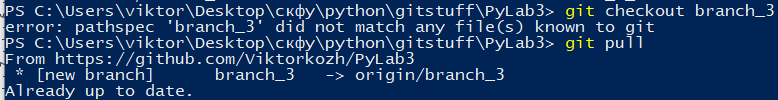 PS C:\Users\viktor\Desktop\скфу\python\gitstuff\PyLab3> git checkout branch_3
error: pathspec 'branch_3' did not match any file(s) known to git
PS C:\Users\viktor\Desktop\скфу\python\gitstuff\PyLab3> git pull
From https://github.com/Viktorkozh/PyLab3
 * [new branch]      branch_3   -> origin/branch_3
Already up to date.